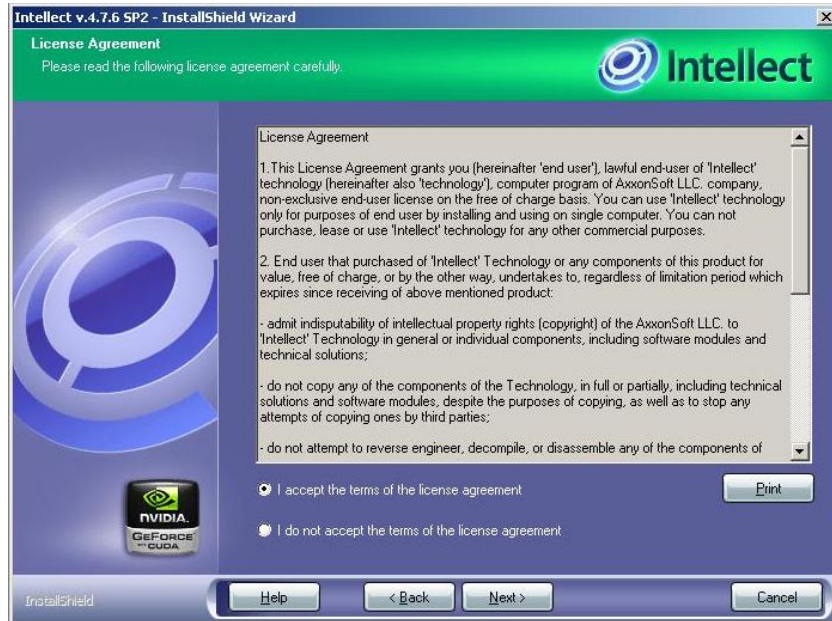 Intellect v.4.7.6 SP2 - InstallShield Wizard
License Agreement
Please read the following license agreement carefully.
Intellect
License Agreement
1.This License Agreement grants you (hereinafter 'end user'), lawful end-user of 'Intellect'
technology (hereinafter also 'technology'), computer program of AxxonSoft LLC. company,
non-exclusive end-user license on the free of charge basis. You can use 'Intellect' technology
only for purposes of end user by installing and using on single computer. You can not
purchase, lease or use 'Intellect' technology for any other commercial purposes.
2. End user that purchased of 'Intellect' Technology or any components of this product for
value, free of charge, or by the other way, undertakes to, regardless of limitation period which
expires since receiving of above mentioned product:
- admit indisputability of intellectual property rights (copyright) of the AxxonSoft LLC. to
'Intellect' Technology in general or individual components, including software modules and
technical solutions;
- do not copy any of the components of the Technology, in full or partially, including technical
solutions and software modules, despite the purposes of copying, as well as to stop any
attempts of copying ones by third parties;
- do not attempt to reverse engineer, decompile, or disassemble any of the components of
I accept the terms of the license agreement
Print
I do not accept the terms of the license agreement
NVIDIA.
GEFORCE
WITH CUDA
InstallShield
Help
< Back
Next >
Cancel